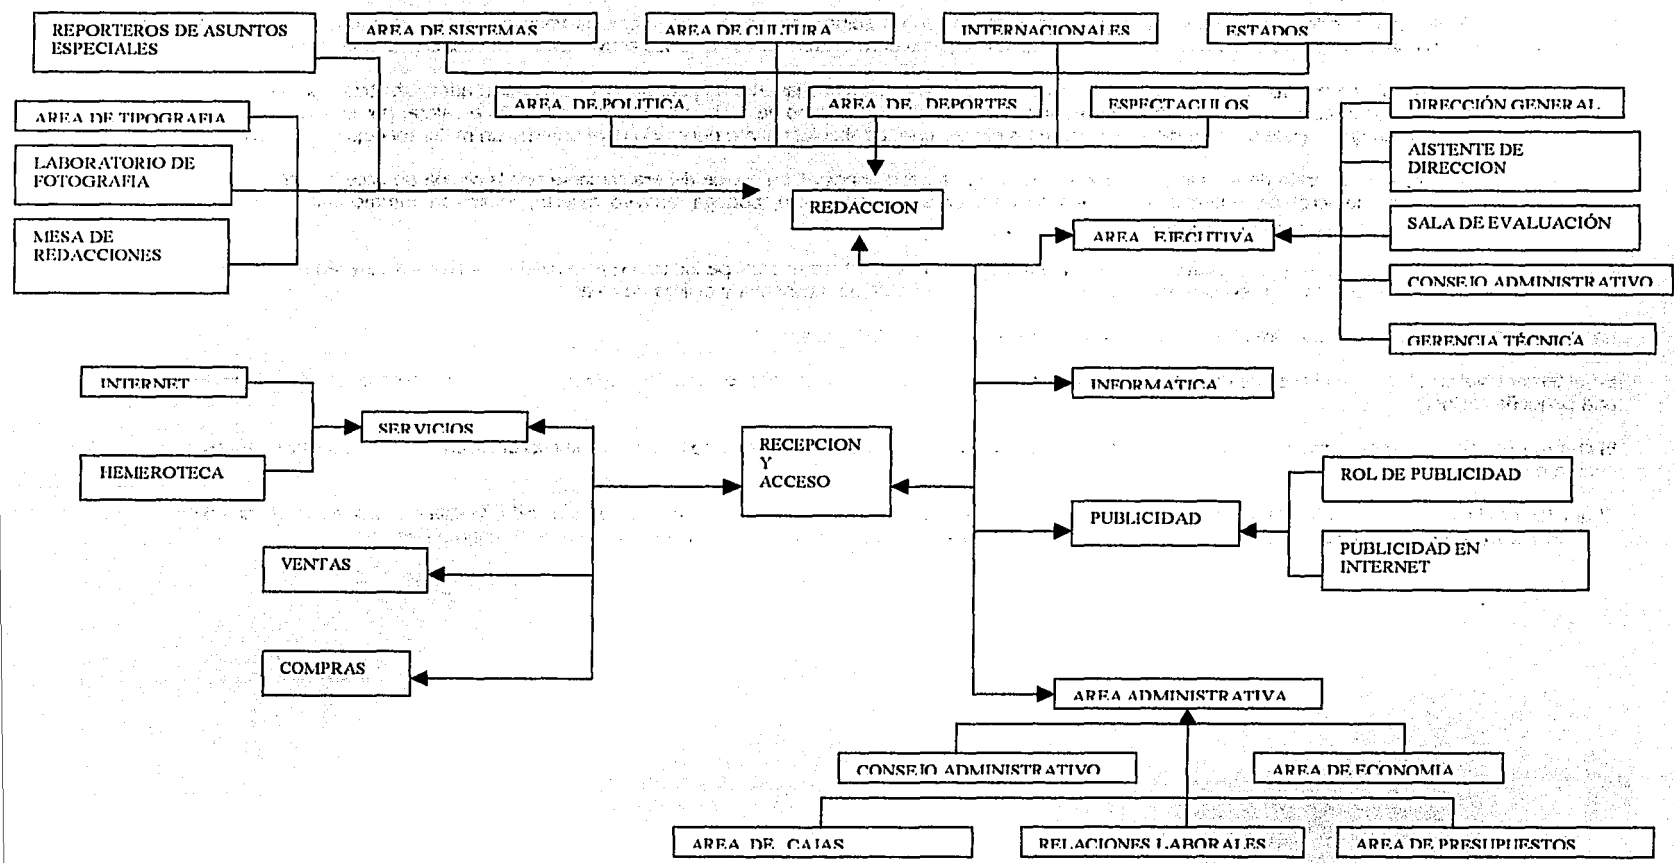 REPORTEROS DE ASUNTOS
ESPECIALES
AREA DE SISTEMAS
AREA DE CULTURA
INTERNACIONALES
ESTADOS
AREA DE POLITICA
AREA DE DEPORTES
ESPECTACULOS
AREA DE TIPOGRAFIA
LABORATORIO DE
FOTOGRAFIA
MESA DE
REDACCIONES
REDACCION
AREA EJECUTIVA
DIRECCIÓN GENERAL
AISTENTE DE
DIRECCION
SALA DE EVALUACIÓN
CONSEJO ADMINISTRATIVO
GERENCIA TÉCNICA
INTERNET
SERVICIOS
HEMEROTECA
VENTAS
COMPRAS
RECEPCION
Y
ACCESO
INFORMATICA
PUBLICIDAD
ROL DE PUBLICIDAD
PUBLICIDAD EN
INTERNET
AREA ADMINISTRATIVA
CONSEJO ADMINISTRATIVO
AREA DE ECONOMIA
AREA DE CAJAS
RELACIONES LABORALES
AREA DE PRESUPUESTOS